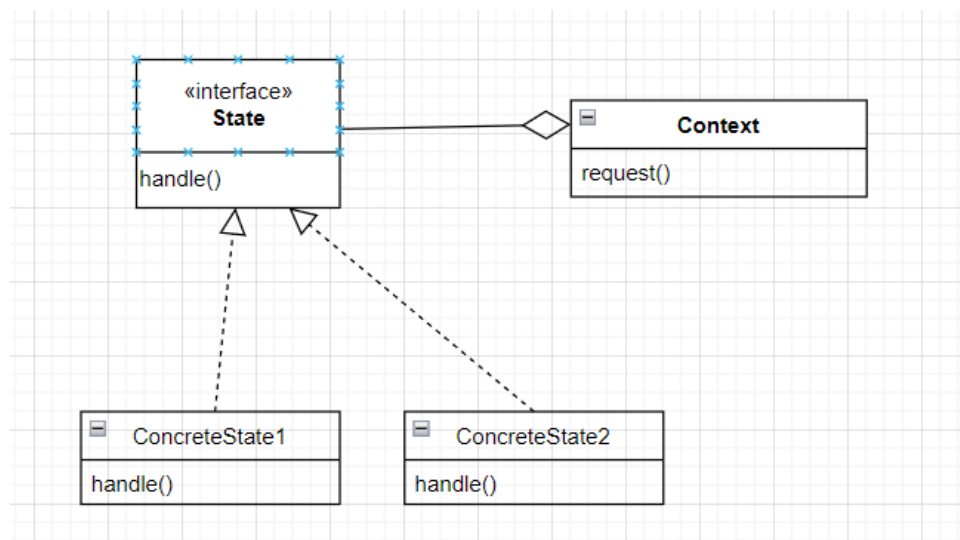 «interface»
State
handle()
Context
request()
ConcreteState1
handle()
ConcreteState2
handle()